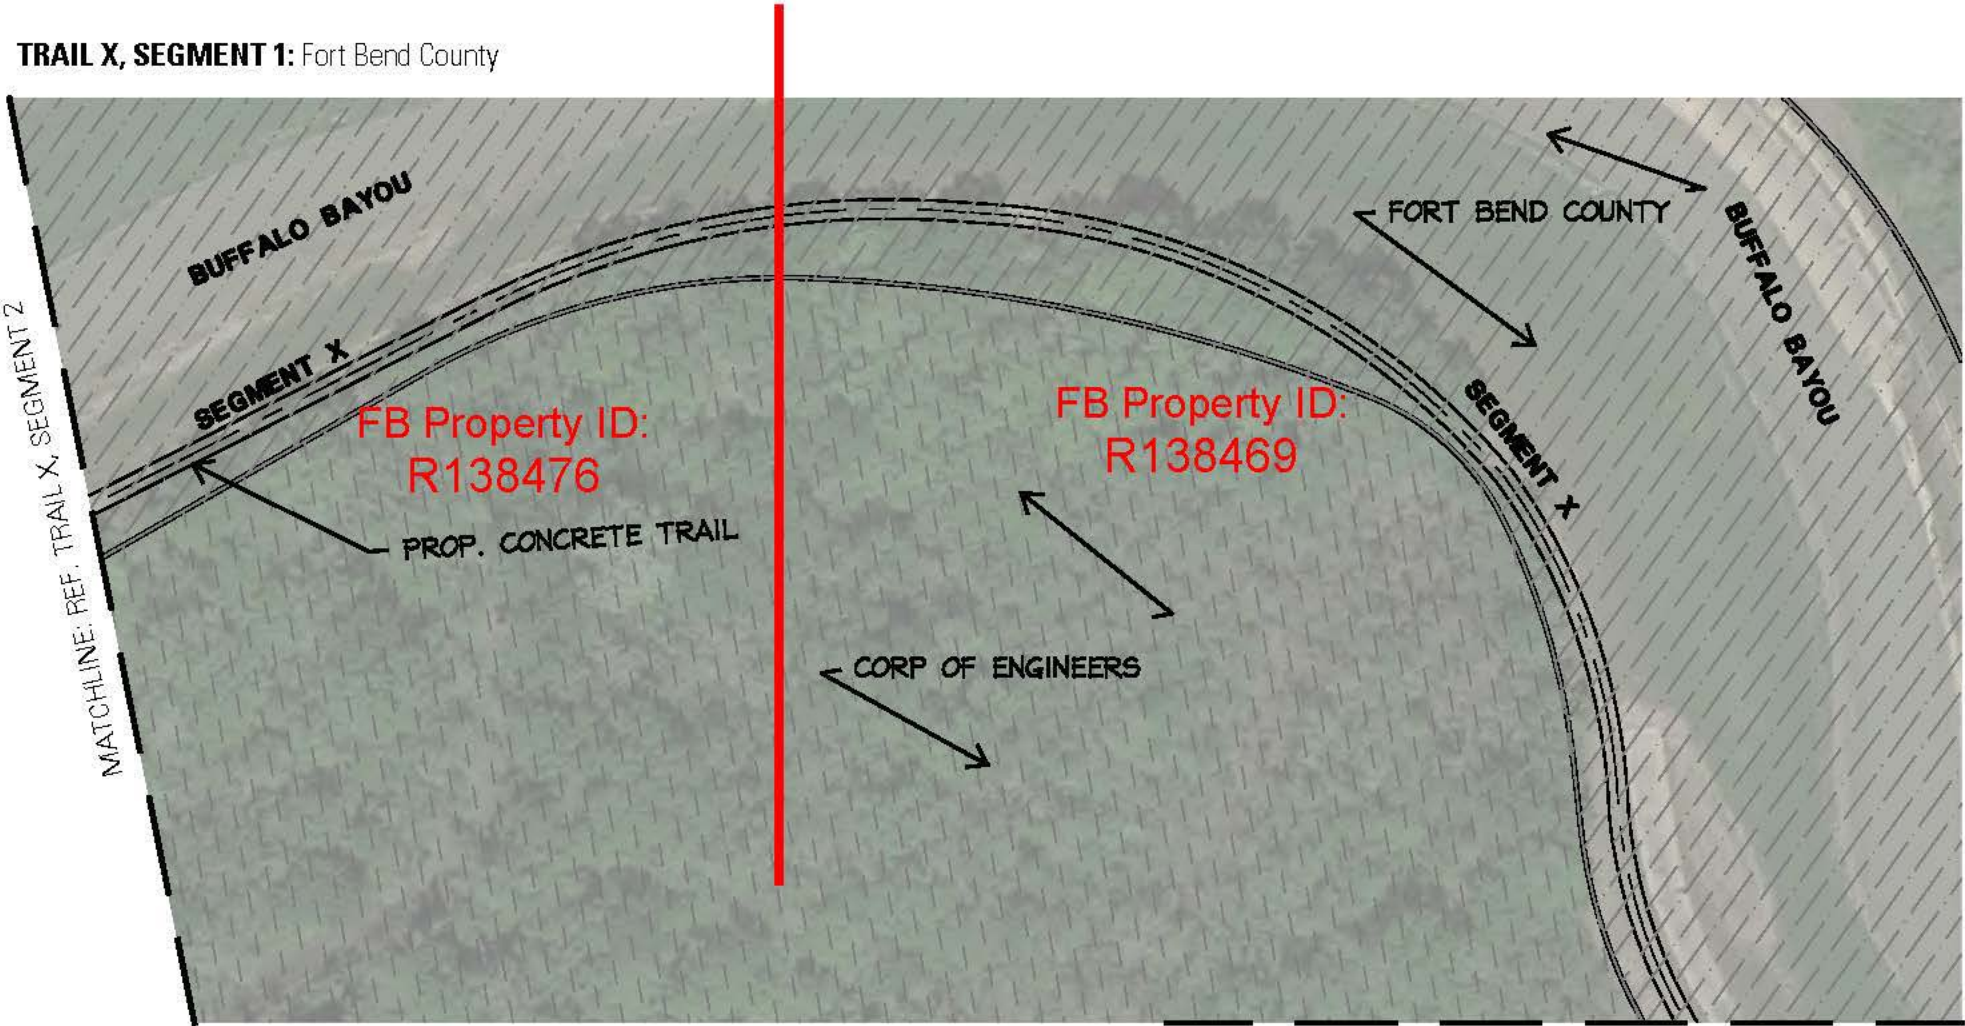 TRAIL X, SEGMENT 1: Fort Bend County
BUFFALO BAYOU
FORT BEND COUNTY
BUFFALO BAYOU
MATCHLINE: REF. TRAIL X, SEGMENT 2
SEGMENT X
SEGMENT X
FB Property ID:
R138476
FB Property ID:
R138469
PROP. CONCRETE TRAIL
CORP OF ENGINEERS